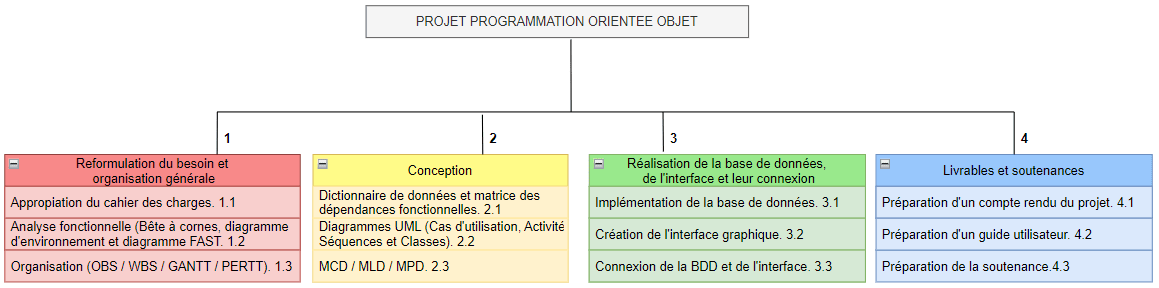 PROJET PROGRAMMATION ORIENTEE OBJET
1
Reformulation du besoin et
organisation générale
Appropiation du cahier des charges. 1.1
Analyse fonctionnelle (Bête à cornes, diagramme
d'environnement et diagramme FAST. 1.2
Organisation (OBS / WBS / GANTT / PERTT). 1.3
2
Conception
Dictionnaire de données et matrice des
dépendances fonctionnelles. 2.1
Diagrammes UML (Cas d'utilisation, Activité
Séquences et Classes). 2.2
MCD / MLD / MPD. 2.3
3
Réalisation de la base de données,
de l'interface et leur connexion
Implémentation de la base de données. 3.1
Création de l'interface graphique. 3.2
Connexion de la BDD et de l'interface. 3.3
4
Livrables et soutenances
Préparation d'un compte rendu du projet. 4.1
Préparation d'un guide utilisateur. 4.2
Préparation de la soutenance.4.3